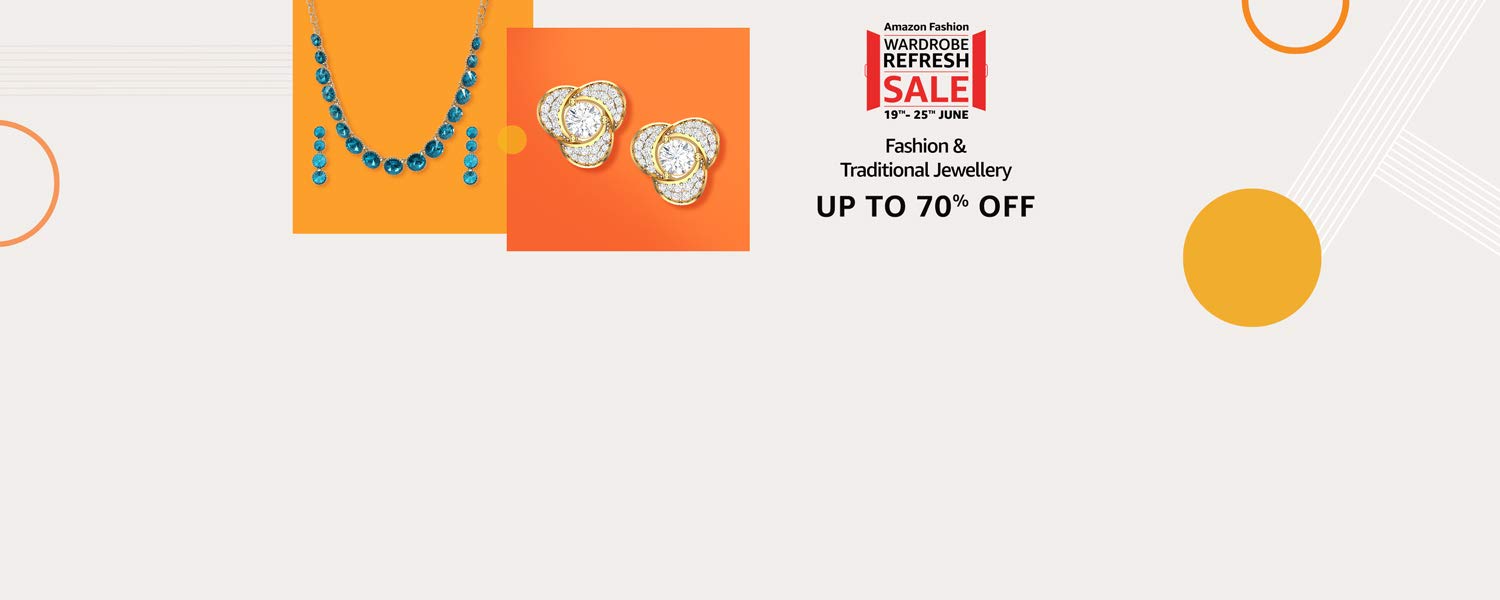 Amazon Fashion
WARDROBE
REFRESH
SALE
19TH- 25TH JUNE
Fashion &
Traditional Jewellery
UP TO 70% OFF